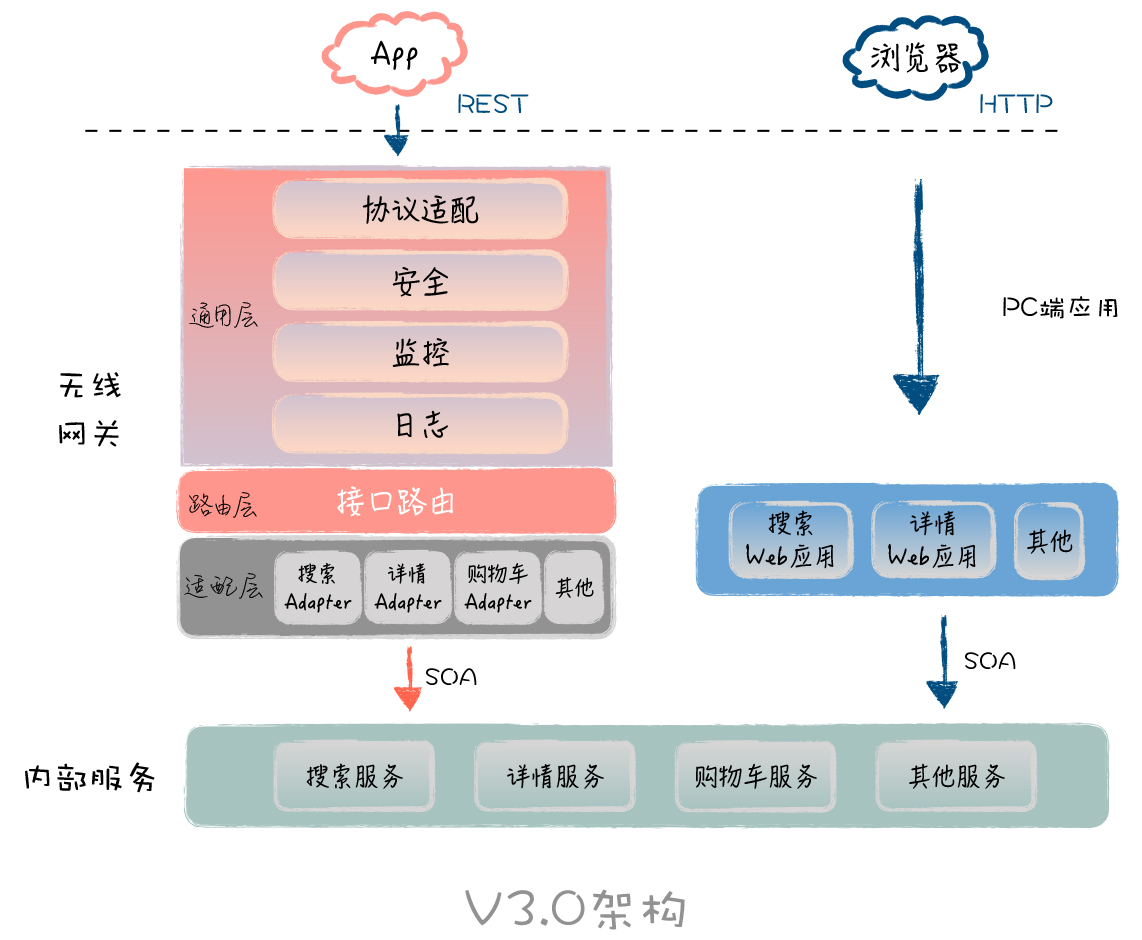 App
浏览器
REST
HTTP
协议适配
安全
通用层
监控
日志
PC端应用
无线
网关
路由层
接口路由
适配层
搜索
Adapter
详情
Adapter
购物车
Adapter
其他
搜索
Web应用
详情
Web应用
其他
SOA
SOA
内部服务
搜索服务
详情服务
购物车服务
其他服务
V3.0架构